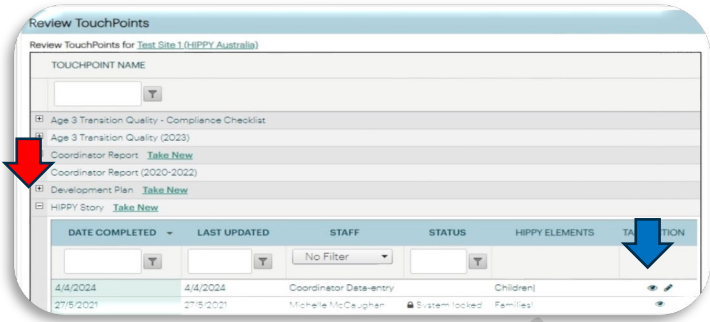 Review TouchPoints
Review TouchPoints for Test Site 1 (HIPPY Australia)
TOUCHPOINT NAME
Age 3 Transition Quality - Compliance Checklist
Age 3 Transition Quality (2023)
Coordinator Report Take New
Coordinator Report (2020-2022)
Development Plan Take New
HIPPY Story Take New
DATE COMPLETED LAST UPDATED STAFF STATUS HIPPY ELEMENTS
No Filter
4/4/2024 4/4/2024 Coordinator Data-entry Children|
27/5/2021 27/5/2021 Michelle McCaughan System locked Families|